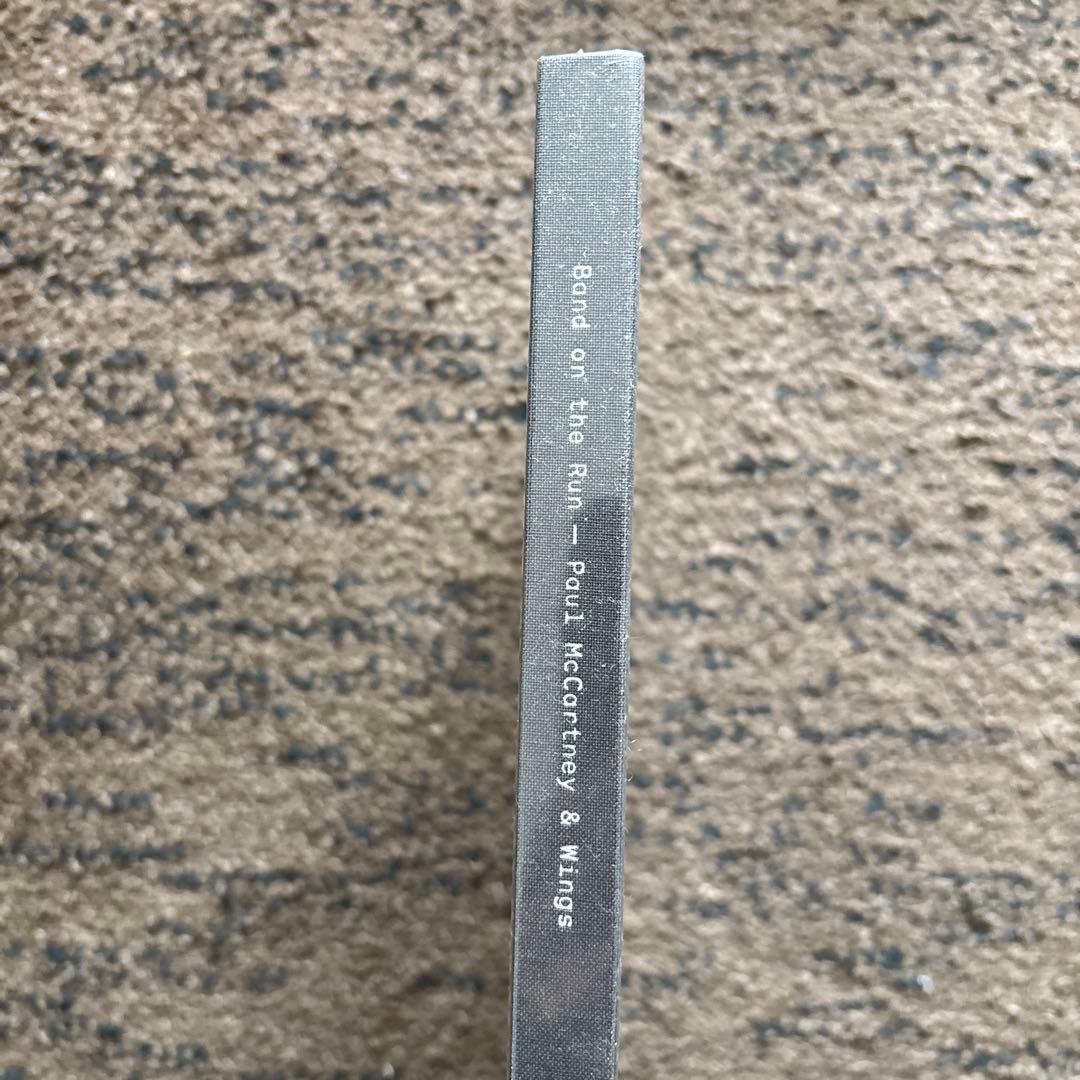 Band on the Run — Paul McCartney & Wings